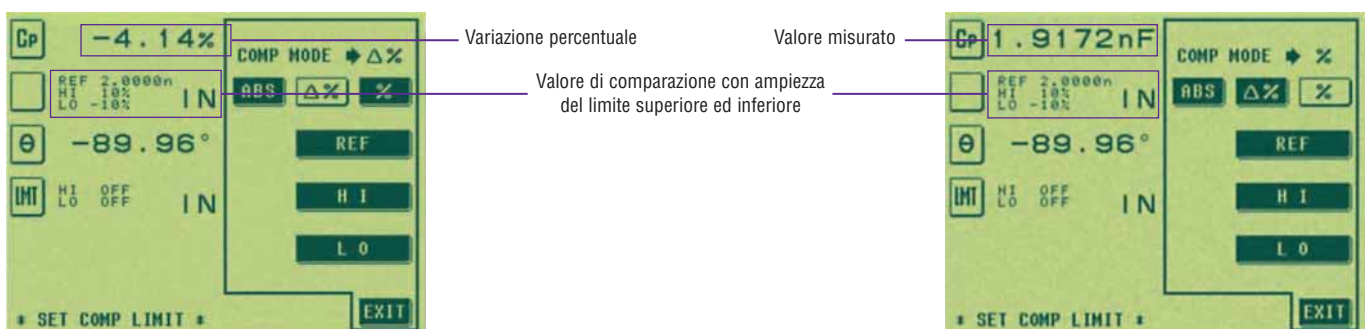 Cp -4.14%
COMP MODE ➧ △%
REF 2.0000n
HI 10%
LO -10%
IN
ABS △% %
θ -89.96°
REF
LMT HI OFF
LO OFF
IN
H I
L O
EXIT
* SET COMP LIMIT *
Variazione percentuale
Valore di comparazione con ampiezza
del limite superiore ed inferiore
Valore misurato
Cp 1.9172nF
COMP MODE ➧ %
REF 2.0000n
HI 10%
LO -10%
IN
ABS △% %
θ -89.96°
REF
LMT HI OFF
LO OFF
IN
H I
L O
EXIT
* SET COMP LIMIT *